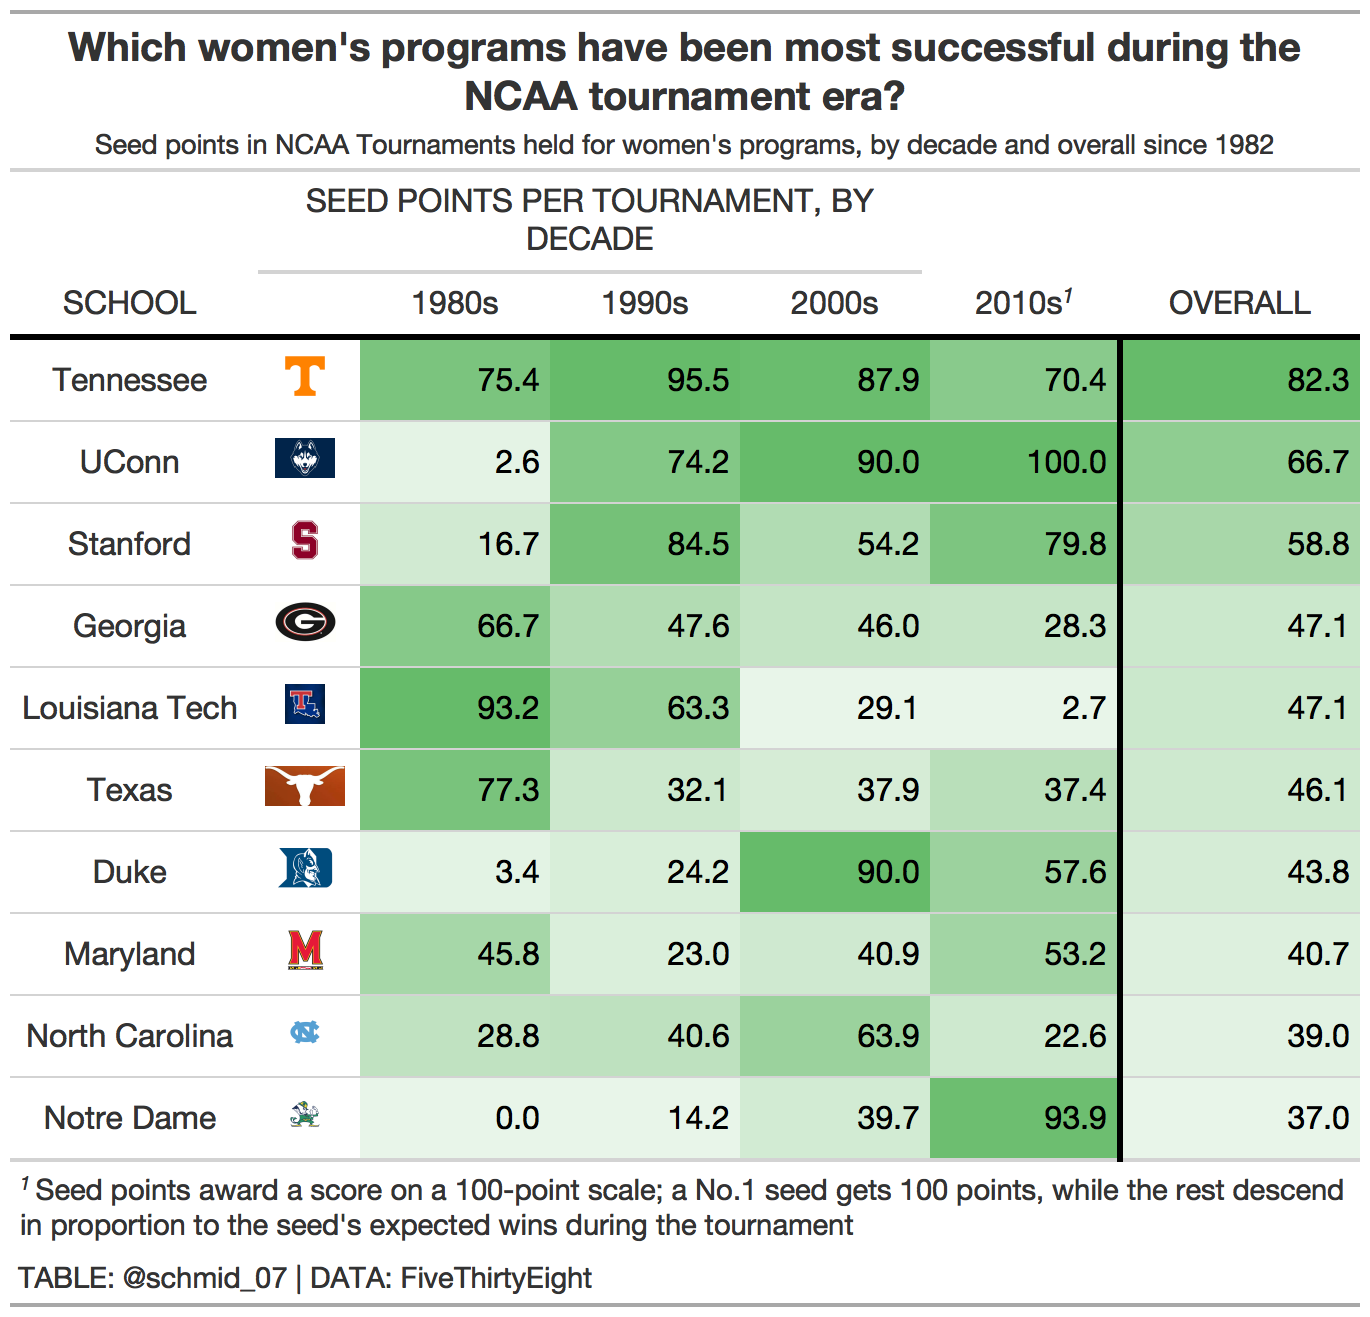 Which women's programs have been most successful during the
NCAA tournament era?
Seed points in NCAA Tournaments held for women's programs, by decade and overall since 1982
SEED POINTS PER TOURNAMENT, BY
DECADE
SCHOOL 1980s 1990s 2000s 2010s¹ OVERALL
Tennessee T 75.4 95.5 87.9 70.4 82.3
UConn 2.6 74.2 90.0 100.0 66.7
Stanford S 16.7 84.5 54.2 79.8 58.8
Georgia G 66.7 47.6 46.0 28.3 47.1
Louisiana Tech T 93.2 63.3 29.1 2.7 47.1
Texas 77.3 32.1 37.9 37.4 46.1
Duke D 3.4 24.2 90.0 57.6 43.8
Maryland M 45.8 23.0 40.9 53.2 40.7
North Carolina NC 28.8 40.6 63.9 22.6 39.0
Notre Dame 0.0 14.2 39.7 93.9 37.0
¹ Seed points award a score on a 100-point scale; a No.1 seed gets 100 points, while the rest descend
in proportion to the seed's expected wins during the tournament
TABLE: @schmid_07 | DATA: FiveThirtyEight